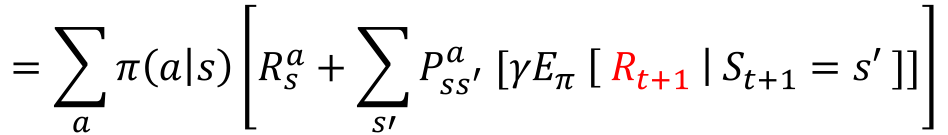 = ∑_a π(a|s) [ R_s^a + ∑_{s′} P_{ss′}^a [γE_π [ R_{t+1} | S_{t+1} = s′ ]] ]